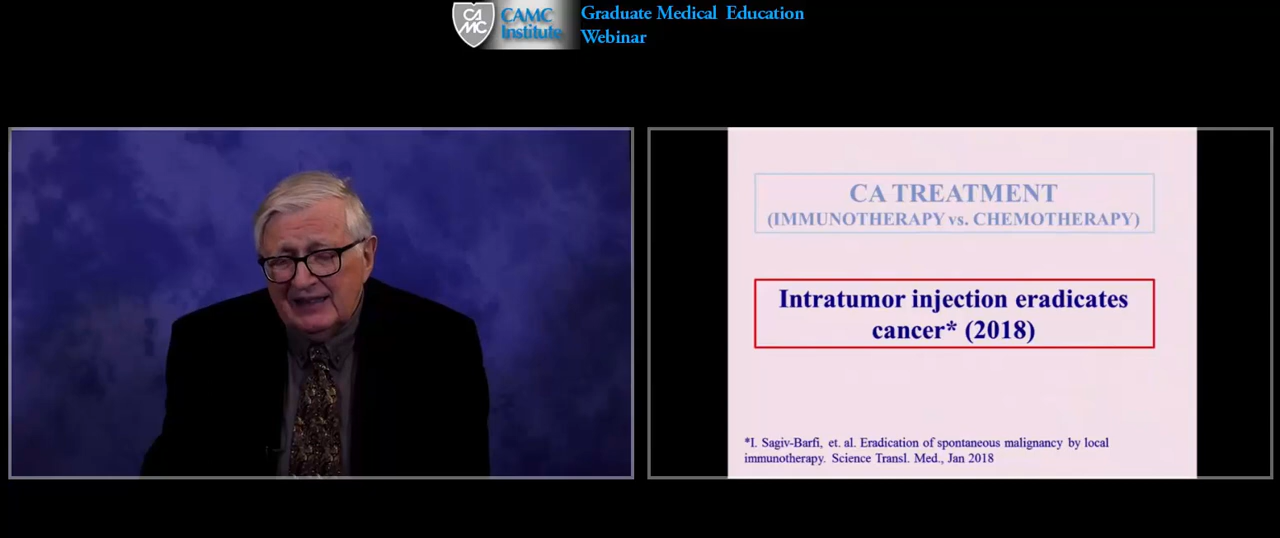 CAMC
CAMC
Institute
Graduate Medical Education
Webinar
CA TREATMENT
(IMMUNOTHERAPY vs. CHEMOTHERAPY)
Intratumor injection eradicates
cancer* (2018)
*I. Sagiv-Barfi, et. al. Eradication of spontaneous malignancy by local
immunotherapy. Science Transl. Med., Jan 2018